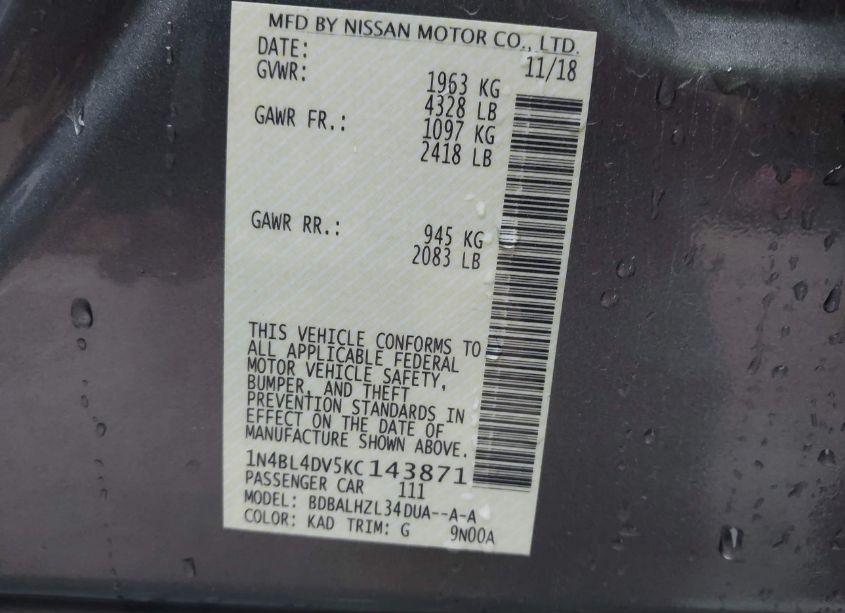 MFD BY NISSAN MOTOR CO., LTD.
DATE: 11/18
GVWR: 1963 KG
4328 LB
GAWR FR.: 1097 KG
2418 LB
GAWR RR.: 945 KG
2083 LB
THIS VEHICLE CONFORMS TO
ALL APPLICABLE FEDERAL
MOTOR VEHICLE SAFETY,
BUMPER, AND THEFT
PREVENTION STANDARDS IN
EFFECT ON THE DATE OF
MANUFACTURE SHOWN ABOVE.
1N4BL4DV5KC143871
PASSENGER CAR 111
MODEL: BDBALHZL34DUA--A-A
COLOR: KAD TRIM: G 9N00A